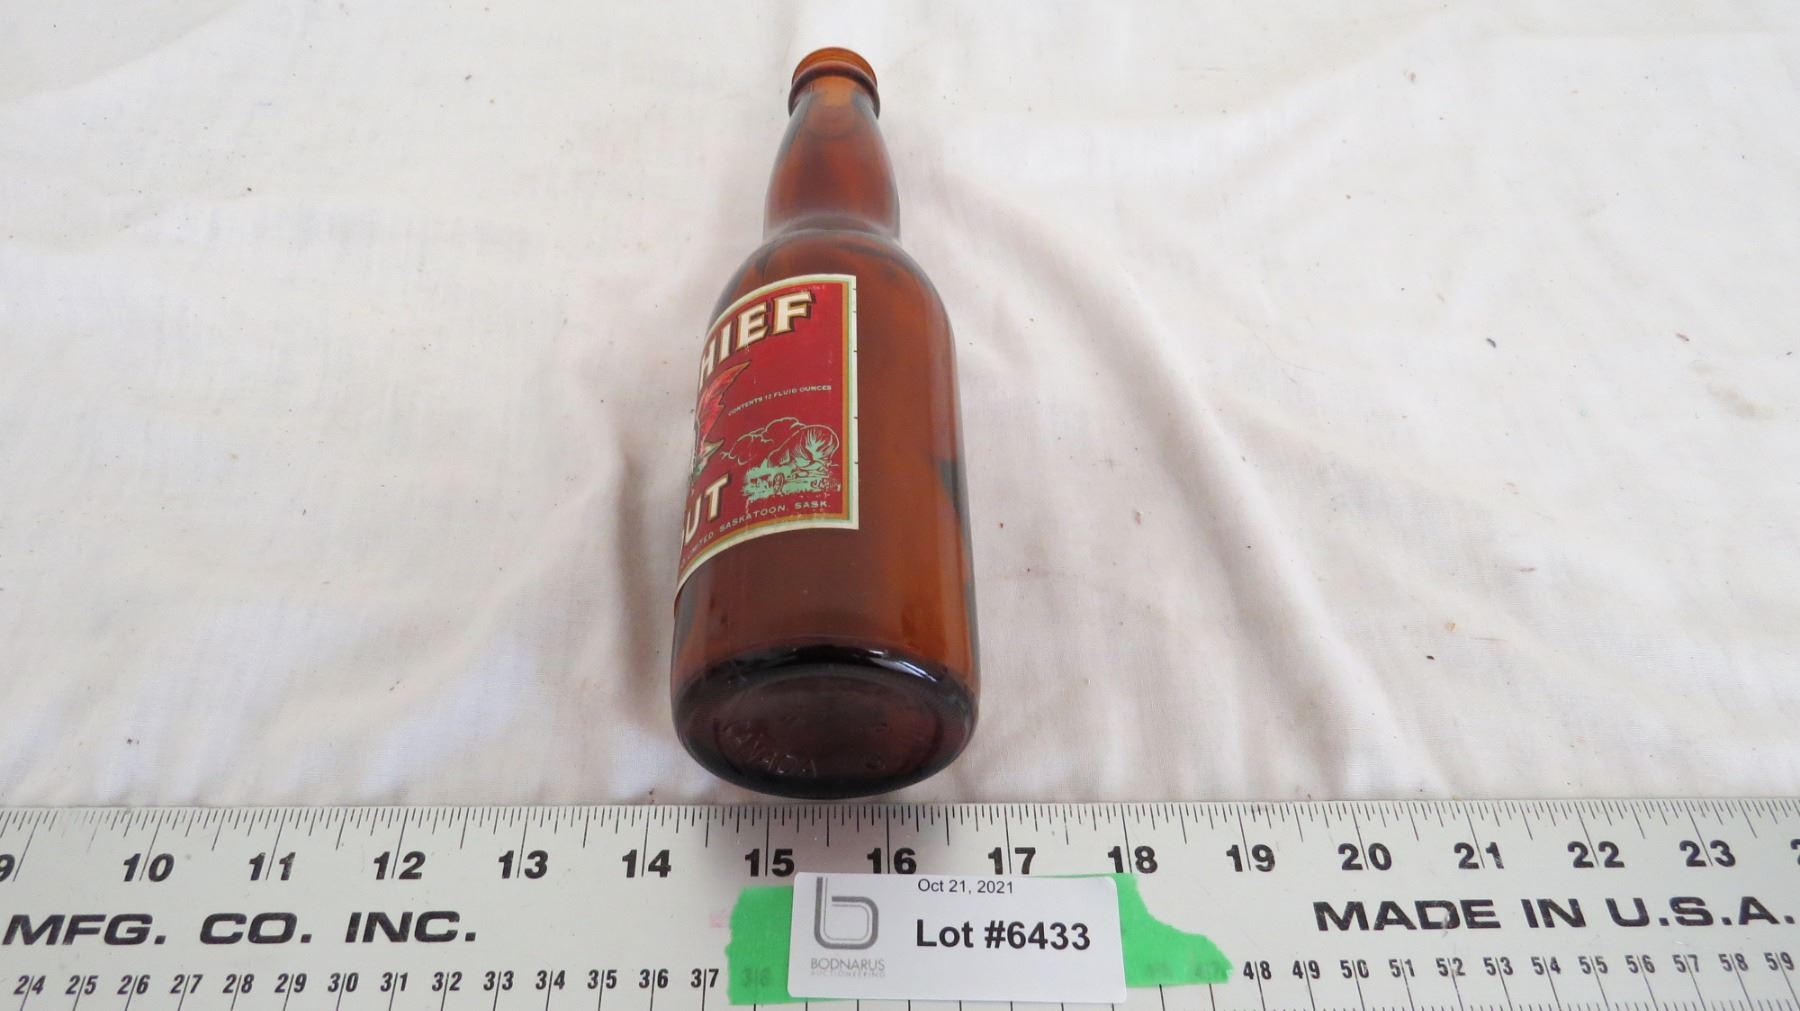 HIEF
CONTENTS 12 FLUID OUNCES
UT
LIMITED. SASKATOON, SASK.
CANADA
9 10 11 12 13 14 15 16 17 18 19 20 21 22 23
MFG. CO. INC.
MADE IN U.S.A.
Oct 21, 2021
Lot #6433
BODNARUS
AUCTIONEERING
24 25 26 27 28 29 30 31 32 33 34 35 36 37 38 47 48 49 50 51 52 53 54 55 56 57 58 59